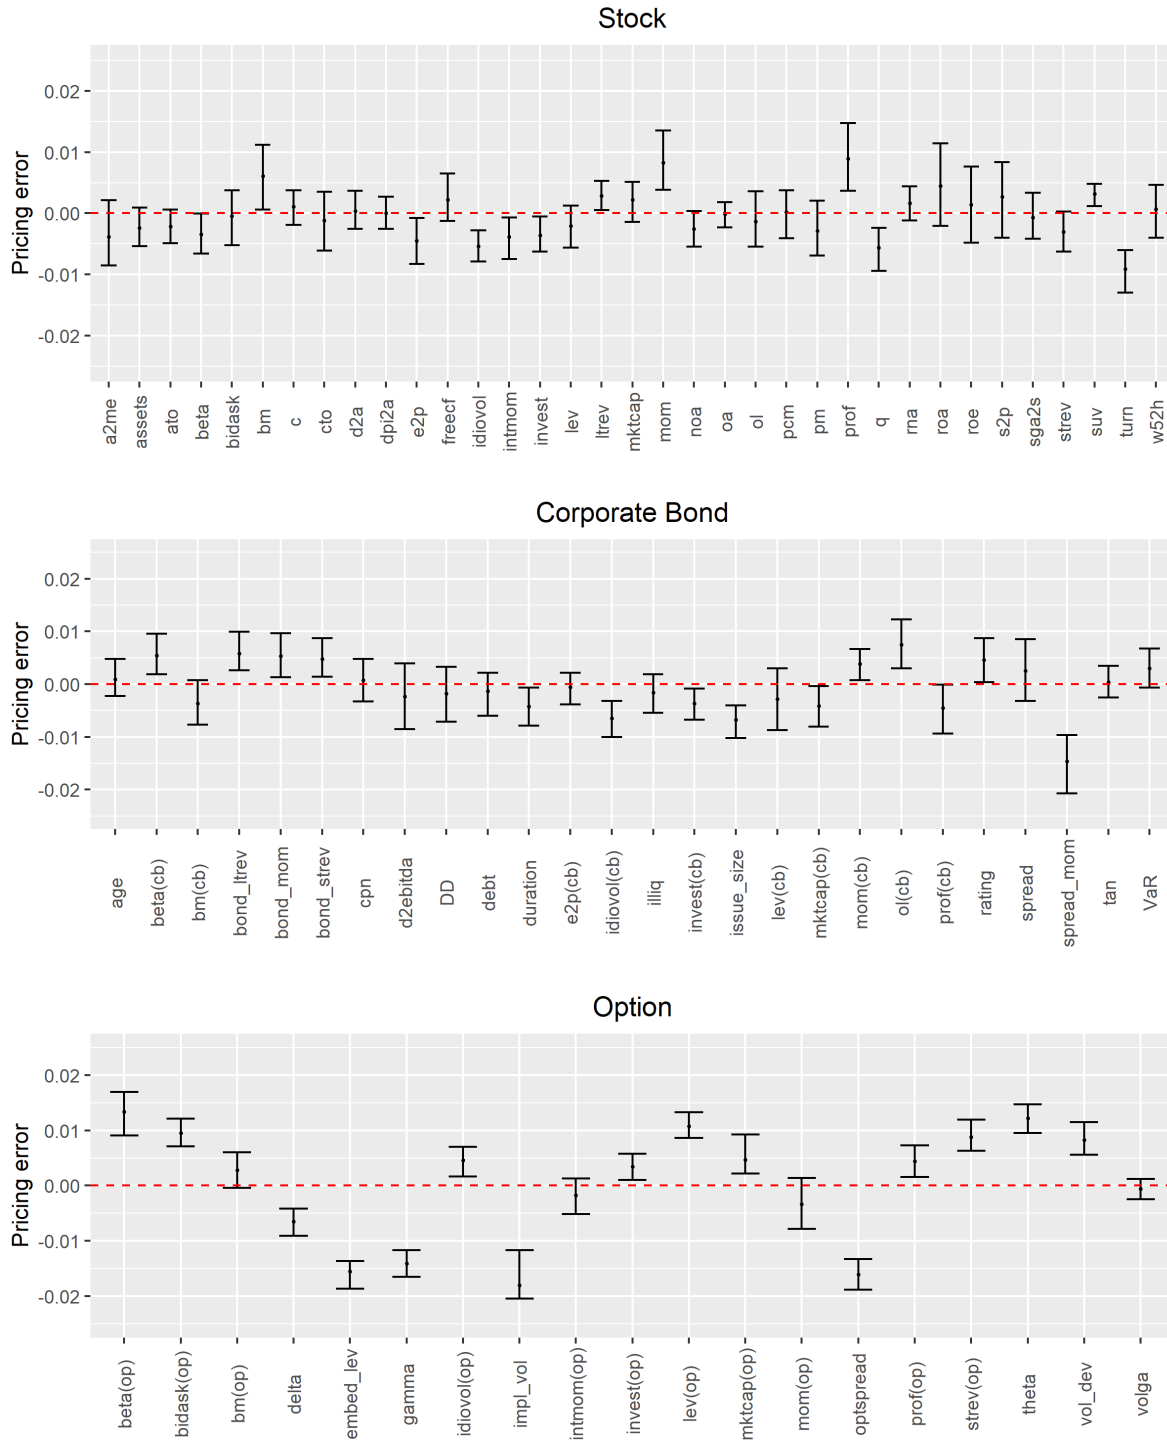 Stock
Pricing error
0.02
0.01
0.00
-0.01
-0.02
a2me
assets
ato
beta
bidask
bm
c
cto
d2a
dpi2a
e2p
freecf
idiovol
intmom
invest
lev
ltrev
mktcap
mom
noa
oa
ol
pcm
pm
prof
q
rna
roa
roe
s2p
sga2s
strev
suv
turn
w52h
Corporate Bond
Pricing error
0.02
0.01
0.00
-0.01
-0.02
age
beta(cb)
bm(cb)
bond_ltrev
bond_mom
bond_strev
cpn
d2ebitda
DD
debt
duration
e2p(cb)
idiovol(cb)
illiq
invest(cb)
issue_size
lev(cb)
mktcap(cb)
mom(cb)
ol(cb)
prof(cb)
rating
spread
spread_mom
tan
VaR
Option
Pricing error
0.02
0.01
0.00
-0.01
-0.02
beta(op)
bidask(op)
bm(op)
delta
embed_lev
gamma
idiovol(op)
impl_vol
intmom(op)
invest(op)
lev(op)
mktcap(op)
mom(op)
optspread
prof(op)
strev(op)
theta
vol_dev
volga